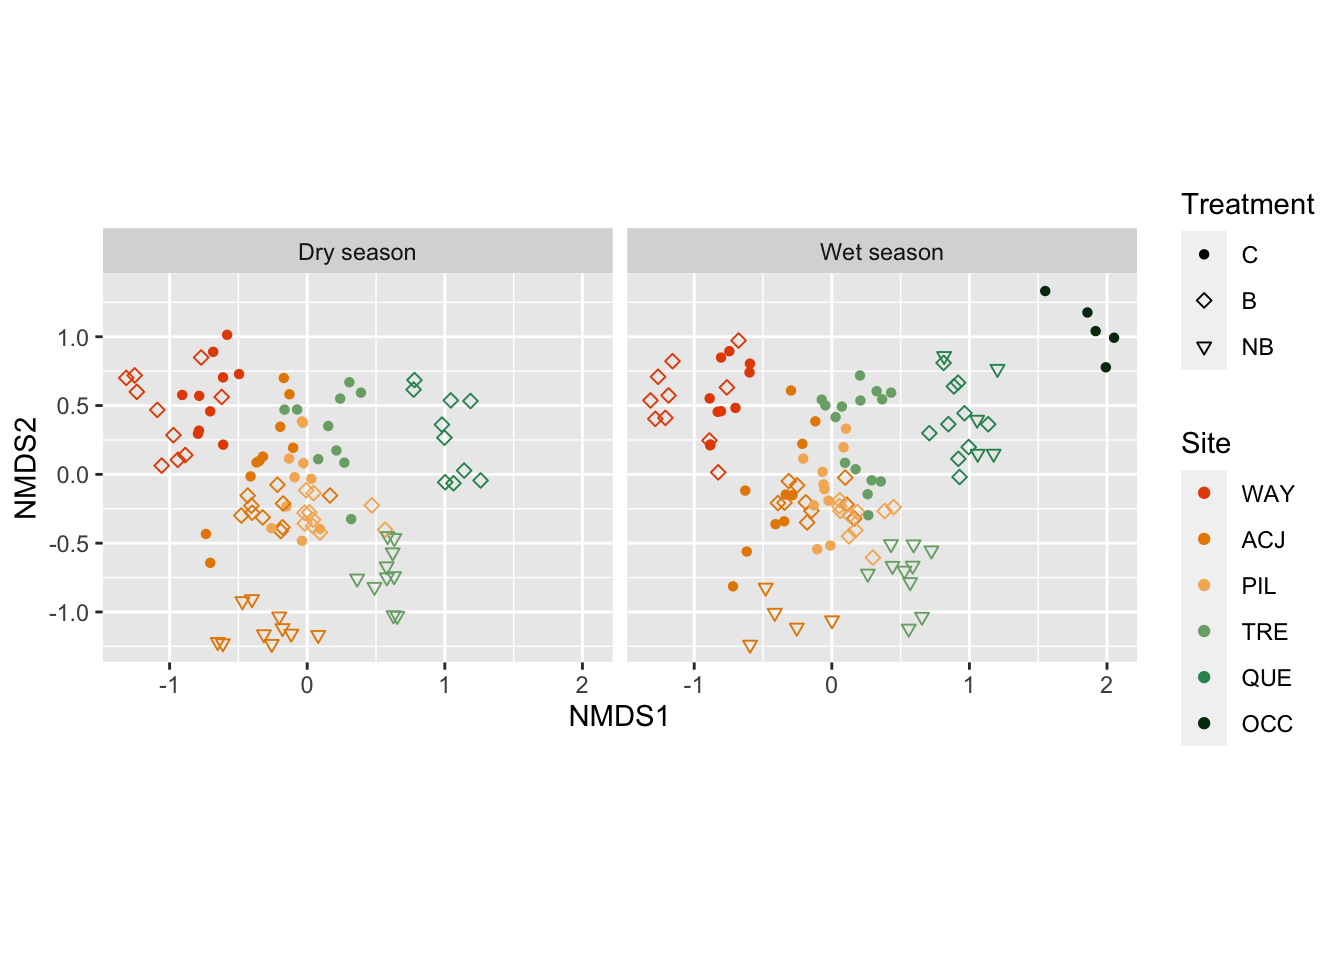 Dry season
Wet season
1.0
0.5
0.0
-0.5
-1.0
NMDS2
-1 0 1 2
-1 0 1 2
NMDS1
Treatment
C
B
NB
Site
WAY
ACJ
PIL
TRE
QUE
OCC